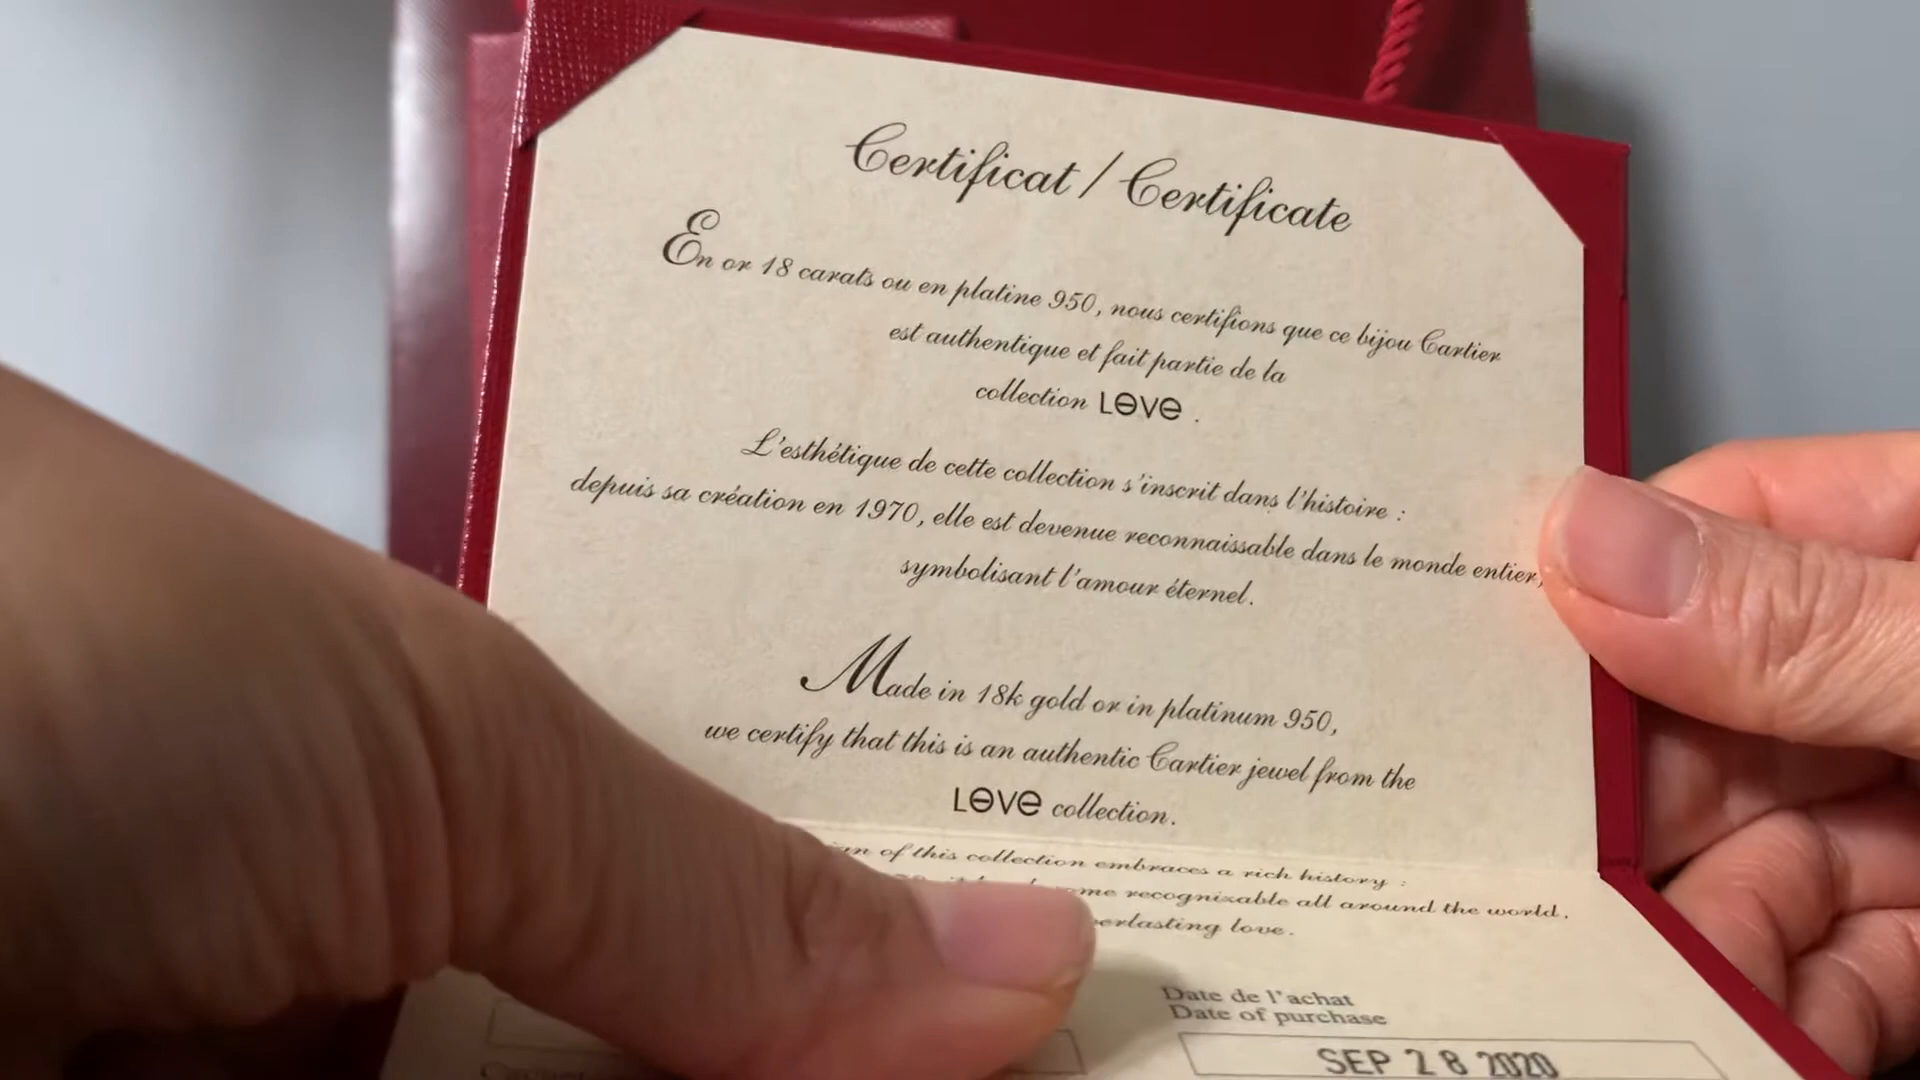 Certificat / Certificate
En or 18 carats ou en platine 950, nous certifions que ce bijou Cartier
est authentique et fait partie de la
collection LOVE .
L'esthétique de cette collection s'inscrit dans l'histoire :
depuis sa création en 1970, elle est devenue reconnaissable dans le monde entier,
symbolisant l'amour éternel.
Made in 18k gold or in platinum 950,
we certify that this is an authentic Cartier jewel from the
LOVE collection.
of this collection embraces a rich history :
recognizable all around the world,
love.
Date de l'achat
Date of purchase
SEP 28 2020